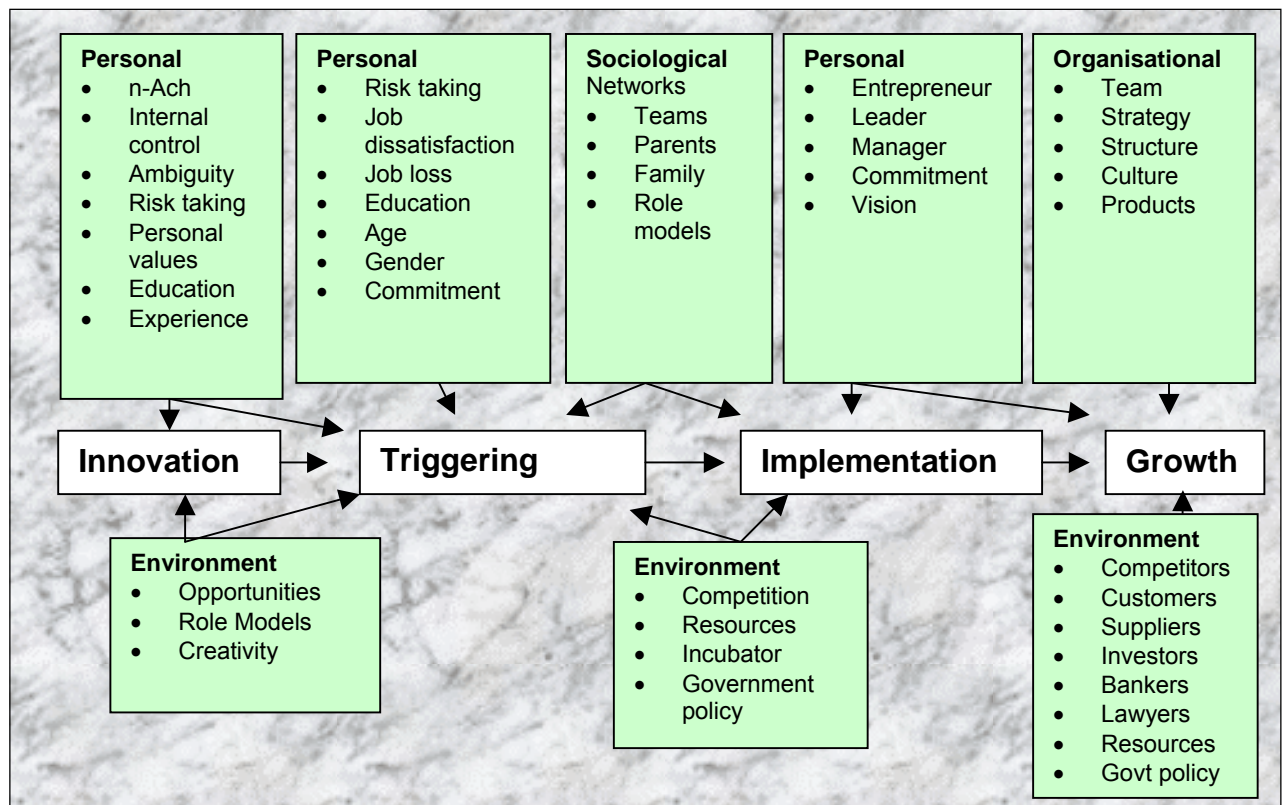 Personal
• n-Ach
• Internal
control
• Ambiguity
• Risk taking
• Personal
values
• Education
• Experience
Personal
• Risk taking
• Job
dissatisfaction
• Job loss
• Education
• Age
• Gender
• Commitment
Sociological
Networks
• Teams
• Parents
• Family
• Role
models
Personal
• Entrepreneur
• Leader
• Manager
• Commitment
• Vision
Organisational
• Team
• Strategy
• Structure
• Culture
• Products
Innovation
Triggering
Implementation
Growth
Environment
• Opportunities
• Role Models
• Creativity
Environment
• Competition
• Resources
• Incubator
• Government
policy
Environment
• Competitors
• Customers
• Suppliers
• Investors
• Bankers
• Lawyers
• Resources
• Govt policy